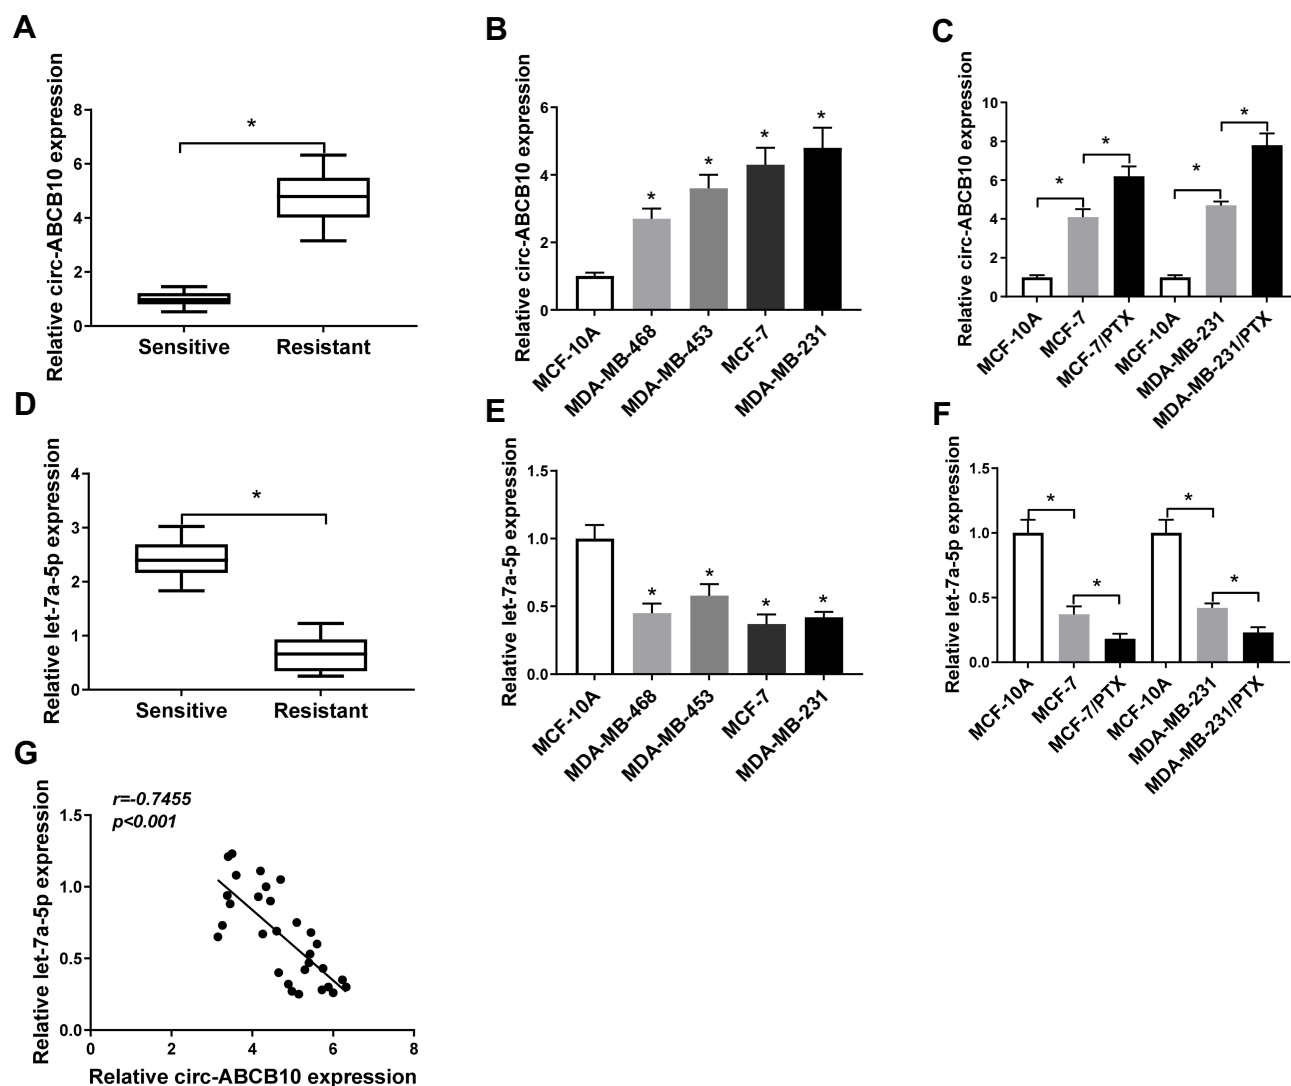 A
Relative circ-ABCB10 expression
8
6
4
2
0
*
Sensitive
Resistant
B
Relative circ-ABCB10 expression
6
4
2
0
*
*
*
*
MCF-10A
MDA-MB-468
MDA-MB-453
MCF-7
MDA-MB-231
C
Relative circ-ABCB10 expression
10
8
6
4
2
0
*
*
*
*
MCF-10A
MCF-7
MCF-7/PTX
MCF-10A
MDA-MB-231
MDA-MB-231/PTX
D
Relative let-7a-5p expression
4
3
2
1
0
*
Sensitive
Resistant
E
Relative let-7a-5p expression
1.5
1.0
0.5
0.0
*
*
*
*
MCF-10A
MDA-MB-468
MDA-MB-453
MCF-7
MDA-MB-231
F
Relative let-7a-5p expression
1.5
1.0
0.5
0.0
*
*
*
*
MCF-10A
MCF-7
MCF-7/PTX
MCF-10A
MDA-MB-231
MDA-MB-231/PTX
G
Relative let-7a-5p expression
r=-0.7455
p<0.001
1.5
1.0
0.5
0.0
0
2
4
6
8
Relative circ-ABCB10 expression